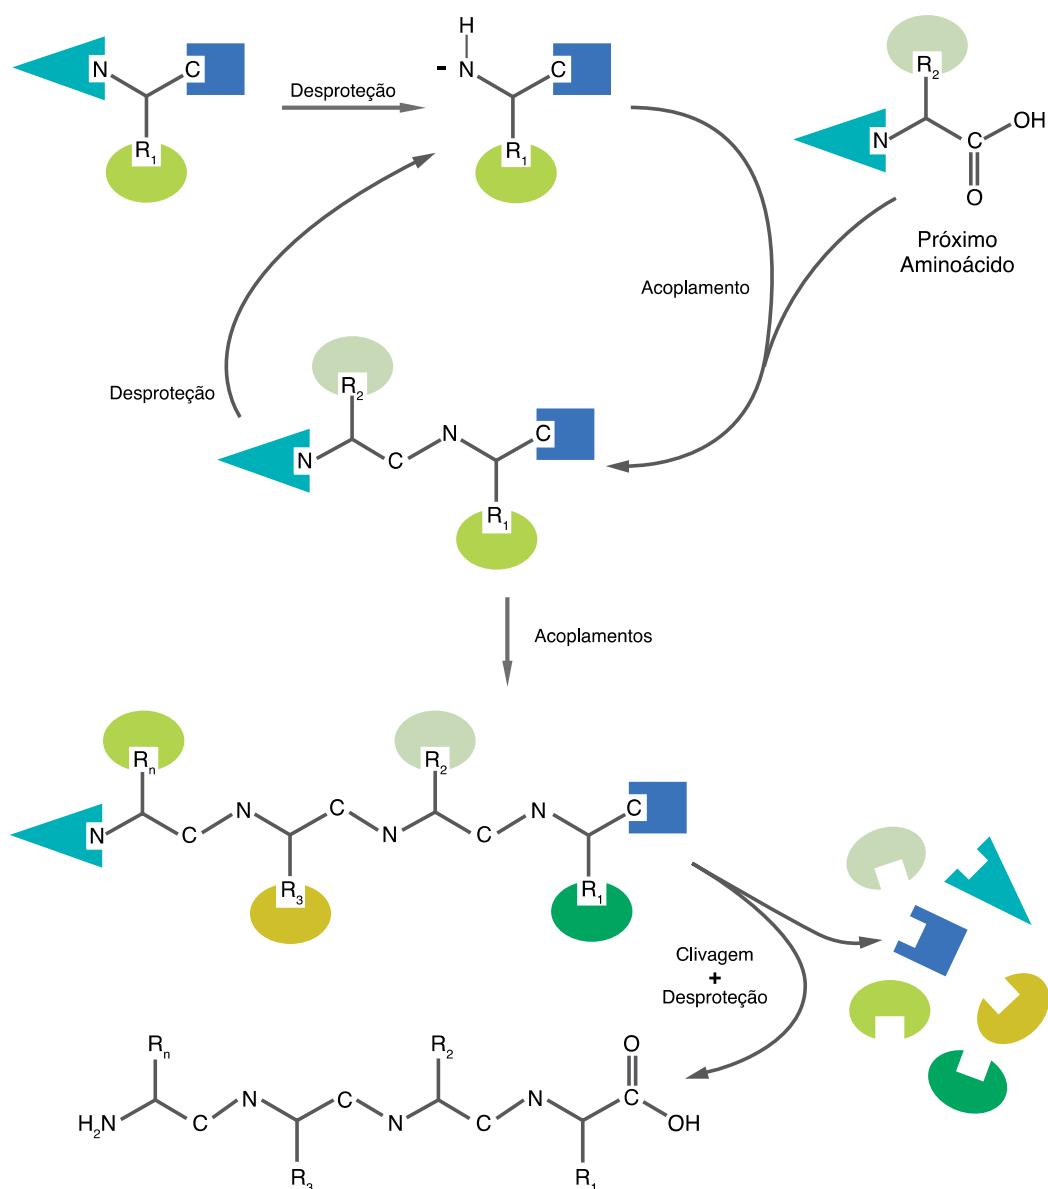 N C
R1
Desproteção
H
- N C
R1
R2
N C OH
O
Próximo
Aminoácido
Acoplamento
Desproteção
R2
N C N C
R1
Acoplamentos
Rn R2
N C N C N C N C
R3 R1
Clivagem
+
Desproteção
Rn R2 O
H2N C N C N C N C OH
R3 R1